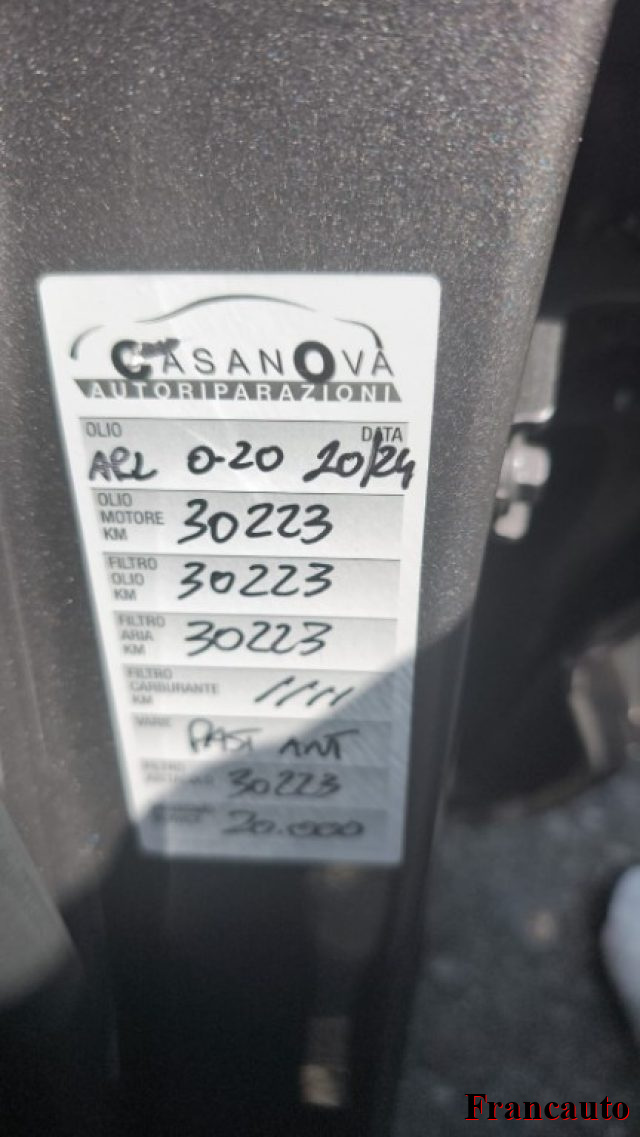 CASANOVA
AUTORIPARAZIONI
OLIO DATA
0-20 20/24
OLIO
MOTORE
KM 30223
FILTRO
OLIO
KM 30223
FILTRO
ARIA
KM 30223
FILTRO
CARBURANTE
KM
VARIE PAST ANT
FILTRO
30223
20.000
Francauto